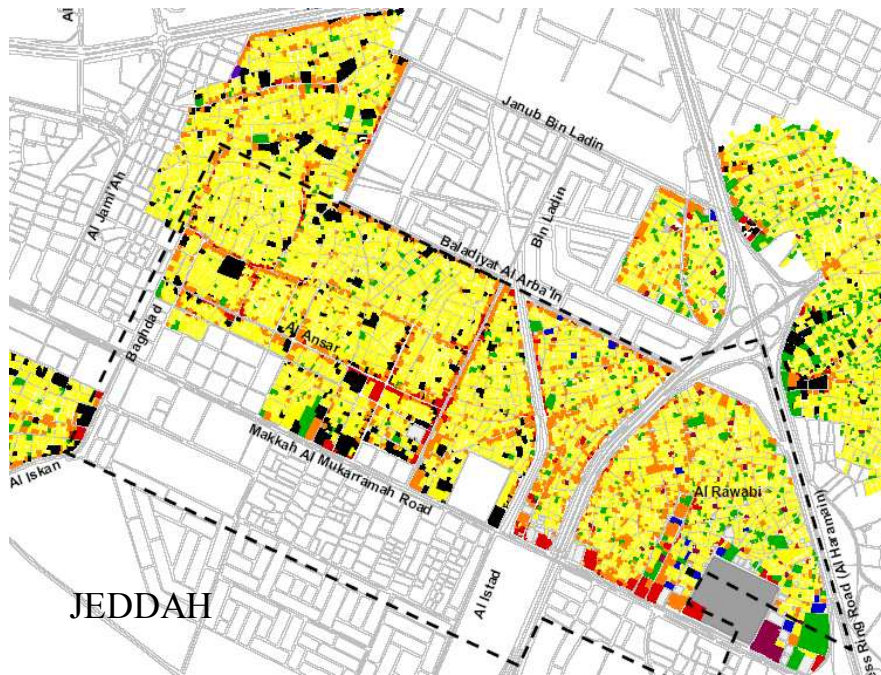 Al Jami'Ah
Janub Bin Ladin
Bin Ladin
Baladiyat Al Arba'In
Baghdad
Al Ansar
Makkah Al Mukarramah Road
Al Iskan
Al Rawabi
Al Istad
ess Ring Road (Al Haramain)
JEDDAH